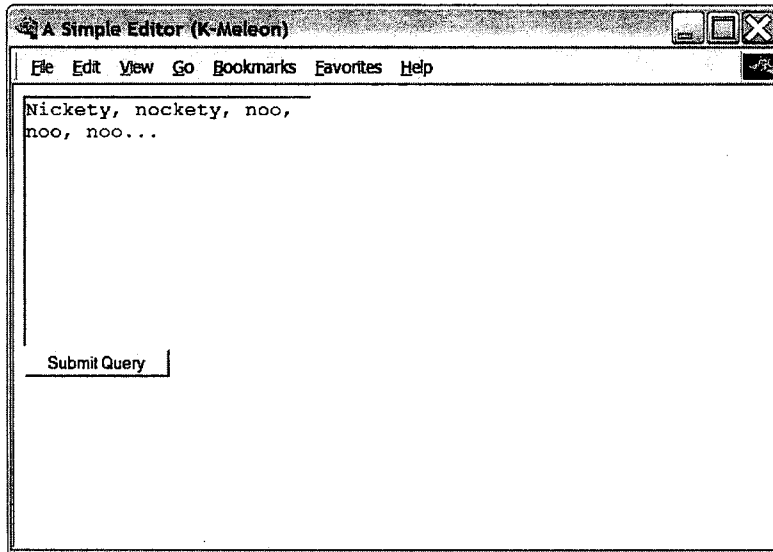 A Simple Editor (K-Meleon)
File Edit View Go Bookmarks Favorites Help
Nickety, nockety, noo,
noo, noo...
Submit Query